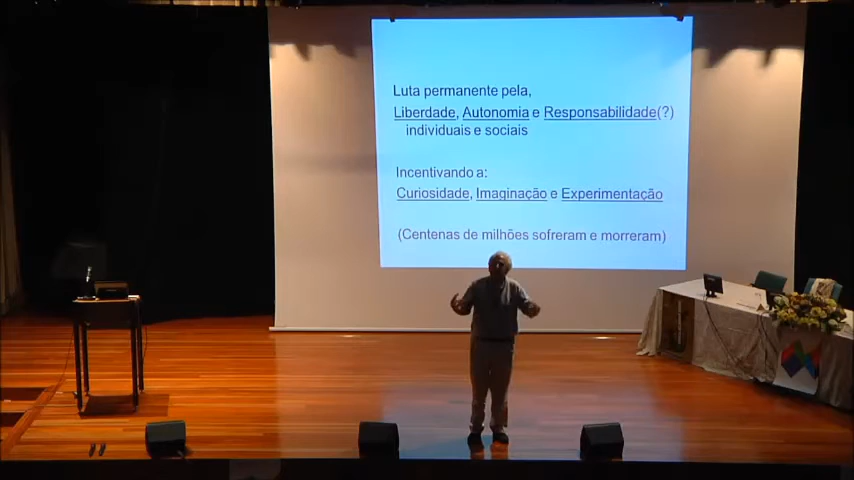 Luta permanente pela,
Liberdade, Autonomia e Responsabilidade(?)
individuais e sociais
Incentivando a:
Curiosidade, Imaginação e Experimentação
(Centenas de milhões sofreram e morreram)